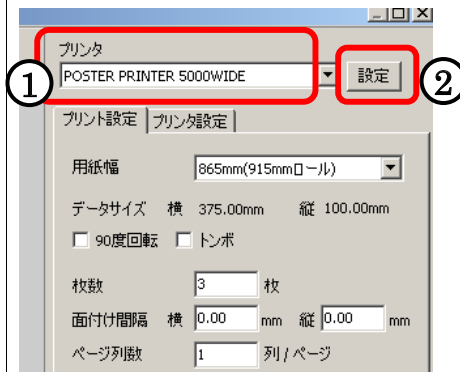 プリンタ
① POSTER PRINTER 5000WIDE 設定 ②
プリント設定 プリンタ設定
用紙幅 865mm(915mmロール)
データサイズ 横 375.00mm 縦 100.00mm
90度回転 トンボ
枚数 3 枚
面付け間隔 横 0.00 mm 縦 0.00 mm
ページ列数 1 列/ページ